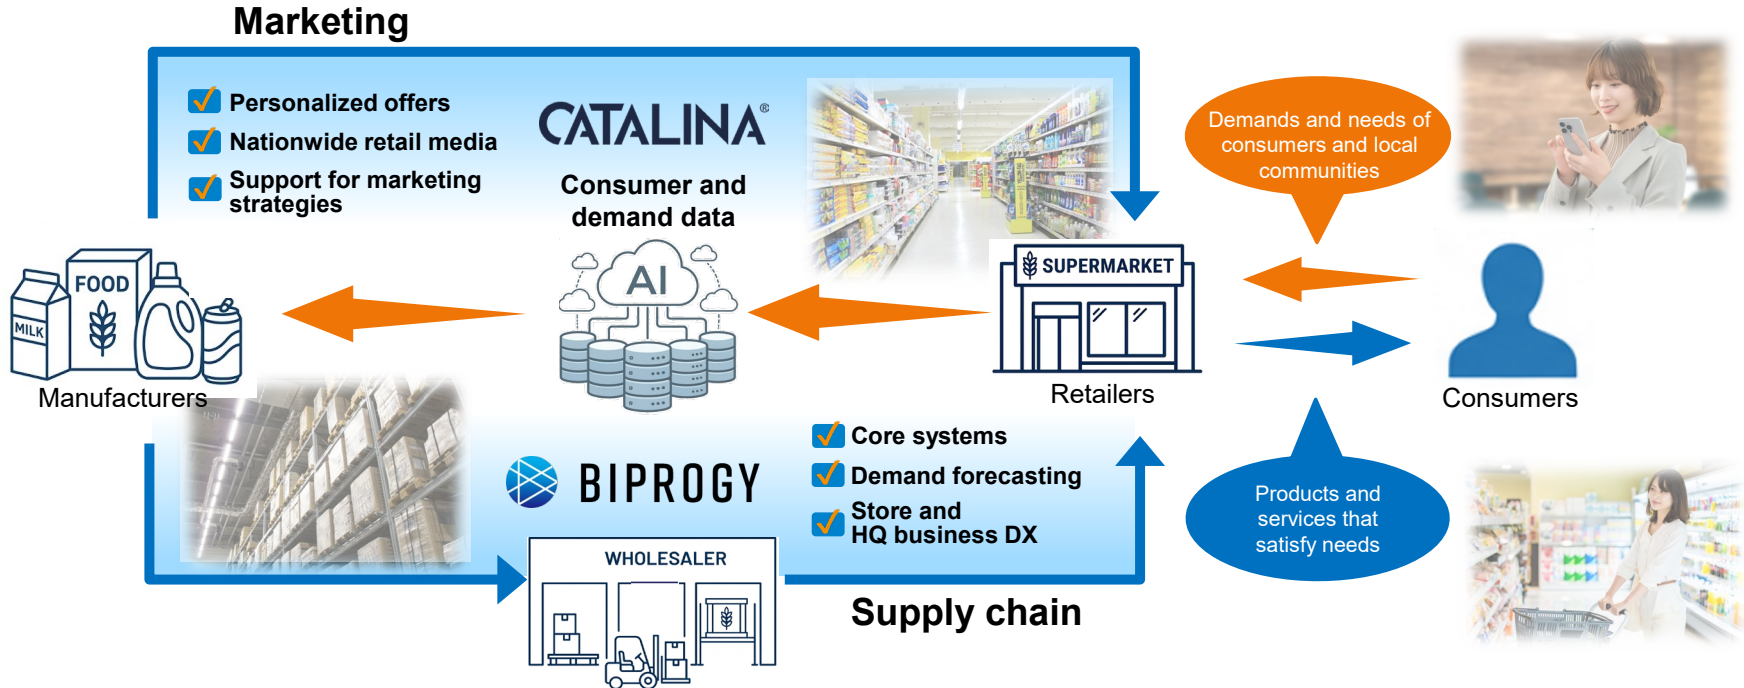 Marketing
Personalized offers
Nationwide retail media
Support for marketing
strategies
CATALINA®
Consumer and
demand data
AI
Demands and needs of
consumers and local
communities
FOOD
MILK
Manufacturers
SUPERMARKET
Retailers
Consumers
BIPROGY
Core systems
Demand forecasting
Store and
HQ business DX
Products and
services that
satisfy needs
WHOLESALER
Supply chain